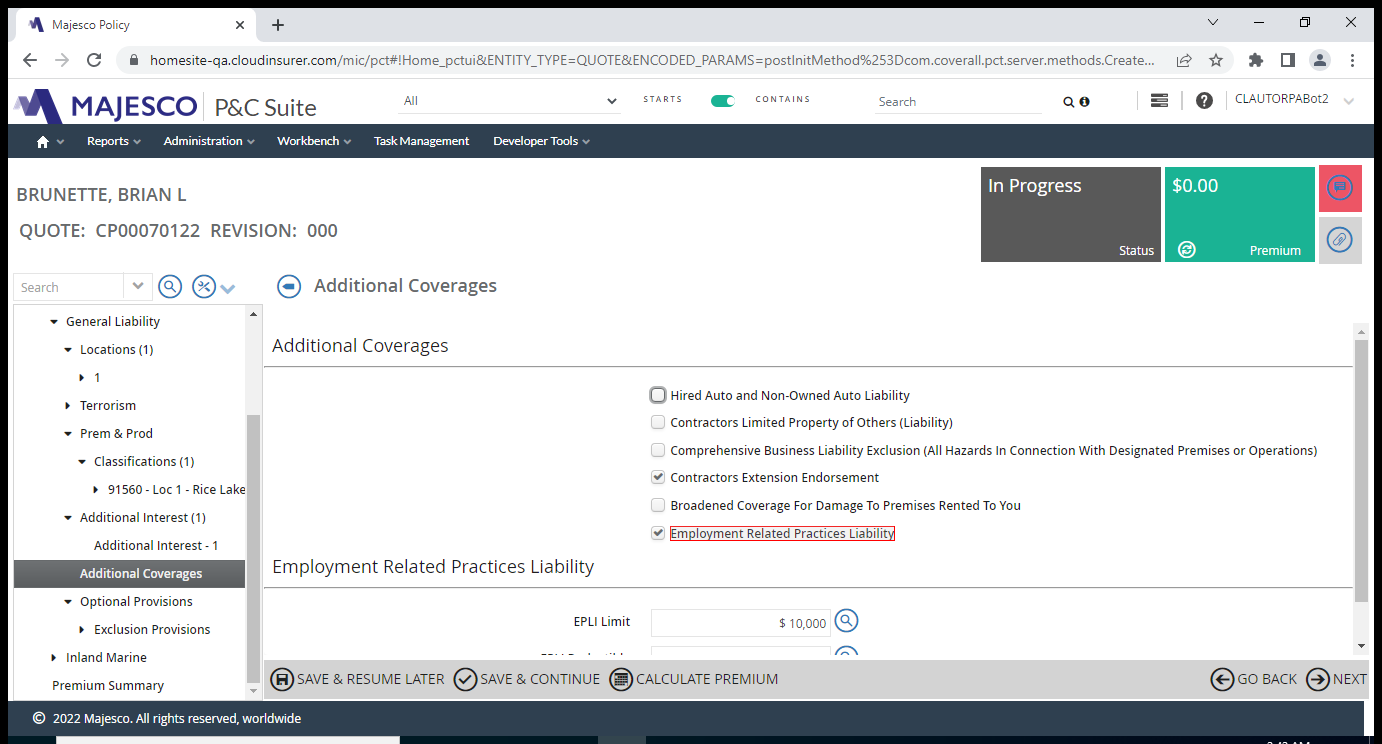 Majesco Policy
homesite-qa.cloudinsurer.com/mic/pct#!Home_pctui&ENTITY_TYPE=QUOTE&ENCODED_PARAMS=postInitMethod%253Dcom.coverall.pct.server.methods.Create...
MAJESCO P&C Suite
All
STARTS
CONTAINS
Search
CLAUTORPABot2
Reports
Administration
Workbench
Task Management
Developer Tools
BRUNETTE, BRIAN L
QUOTE: CP00070122 REVISION: 000
In Progress
Status
$0.00
Premium
Search
Additional Coverages
General Liability
Locations (1)
1
Terrorism
Prem & Prod
Classifications (1)
91560 - Loc 1 - Rice Lake
Additional Interest (1)
Additional Interest - 1
Additional Coverages
Optional Provisions
Exclusion Provisions
Inland Marine
Premium Summary
Additional Coverages
Hired Auto and Non-Owned Auto Liability
Contractors Limited Property of Others (Liability)
Comprehensive Business Liability Exclusion (All Hazards In Connection With Designated Premises or Operations)
Contractors Extension Endorsement
Broadened Coverage For Damage To Premises Rented To You
Employment Related Practices Liability
Employment Related Practices Liability
EPLI Limit
$ 10,000
SAVE & RESUME LATER
SAVE & CONTINUE
CALCULATE PREMIUM
GO BACK
NEXT
© 2022 Majesco. All rights reserved, worldwide